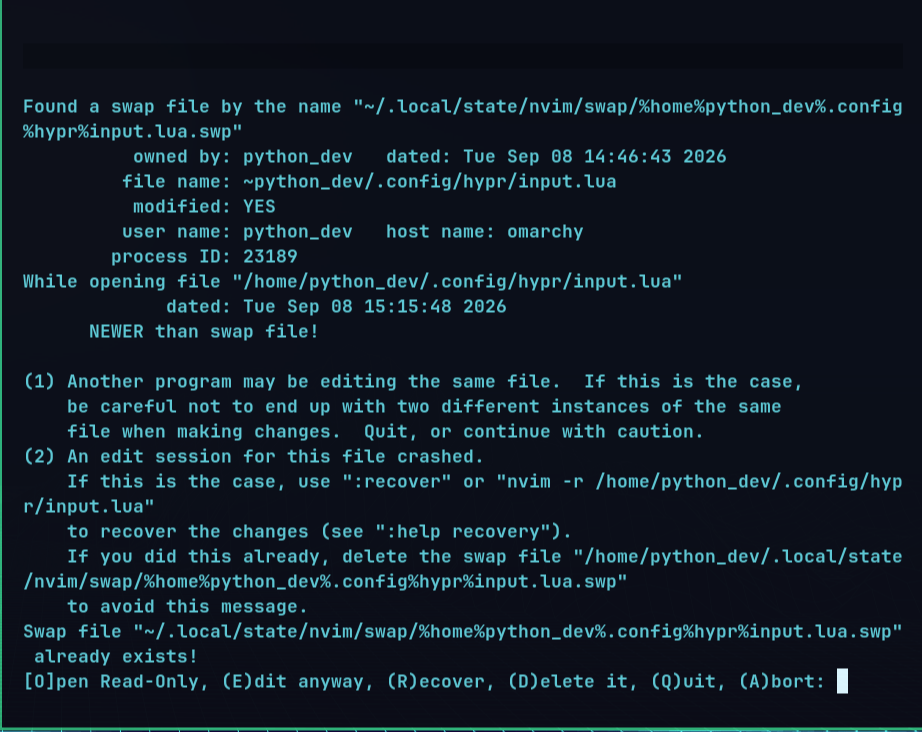 Found a swap file by the name "~/.local/state/nvim/swap/%home%python_dev%.config
%hypr%input.lua.swp"
          owned by: python_dev   dated: Tue Sep 08 14:46:43 2026
         file name: ~python_dev/.config/hypr/input.lua
          modified: YES
         user name: python_dev   host name: omarchy
        process ID: 23189
While opening file "/home/python_dev/.config/hypr/input.lua"
             dated: Tue Sep 08 15:15:48 2026
      NEWER than swap file!

(1) Another program may be editing the same file.  If this is the case,
    be careful not to end up with two different instances of the same
    file when making changes.  Quit, or continue with caution.
(2) An edit session for this file crashed.
    If this is the case, use ":recover" or "nvim -r /home/python_dev/.config/hyp
r/input.lua"
    to recover the changes (see ":help recovery").
    If you did this already, delete the swap file "/home/python_dev/.local/state
/nvim/swap/%home%python_dev%.config%hypr%input.lua.swp"
    to avoid this message.
Swap file "~/.local/state/nvim/swap/%home%python_dev%.config%hypr%input.lua.swp"
 already exists!
[O]pen Read-Only, (E)dit anyway, (R)ecover, (D)elete it, (Q)uit, (A)bort: